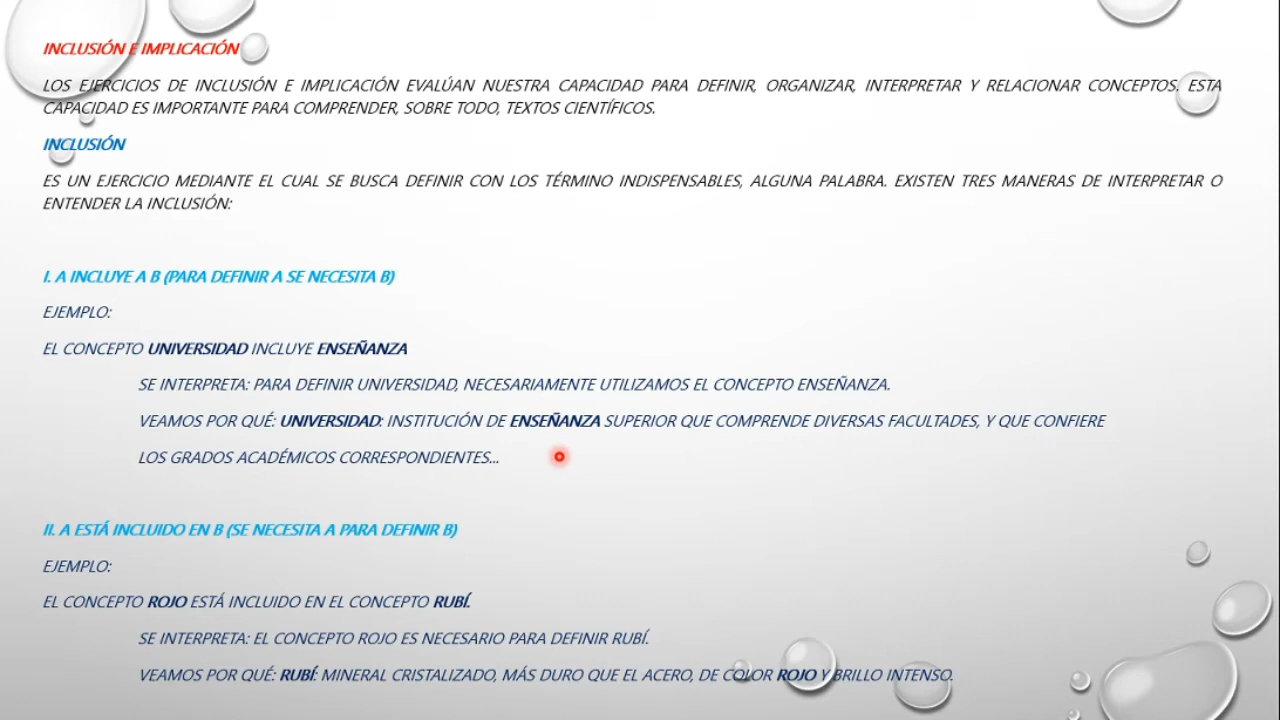 INCLUSIÓN E IMPLICACIÓN
LOS EJERCICIOS DE INCLUSIÓN E IMPLICACIÓN EVALÚAN NUESTRA CAPACIDAD PARA DEFINIR, ORGANIZAR, INTERPRETAR Y RELACIONAR CONCEPTOS. ESTA
CAPACIDAD ES IMPORTANTE PARA COMPRENDER, SOBRE TODO, TEXTOS CIENTÍFICOS.
INCLUSIÓN
ES UN EJERCICIO MEDIANTE EL CUAL SE BUSCA DEFINIR CON LOS TÉRMINO INDISPENSABLES, ALGUNA PALABRA. EXISTEN TRES MANERAS DE INTERPRETAR O
ENTENDER LA INCLUSIÓN:
I. A INCLUYE A B (PARA DEFINIR A SE NECESITA B)
EJEMPLO:
EL CONCEPTO UNIVERSIDAD INCLUYE ENSEÑANZA
SE INTERPRETA: PARA DEFINIR UNIVERSIDAD, NECESARIAMENTE UTILIZAMOS EL CONCEPTO ENSEÑANZA.
VEAMOS POR QUÉ: UNIVERSIDAD: INSTITUCIÓN DE ENSEÑANZA SUPERIOR QUE COMPRENDE DIVERSAS FACULTADES, Y QUE CONFIERE
LOS GRADOS ACADÉMICOS CORRESPONDIENTES...
II. A ESTÁ INCLUIDO EN B (SE NECESITA A PARA DEFINIR B)
EJEMPLO:
EL CONCEPTO ROJO ESTÁ INCLUIDO EN EL CONCEPTO RUBÍ.
SE INTERPRETA: EL CONCEPTO ROJO ES NECESARIO PARA DEFINIR RUBÍ.
VEAMOS POR QUÉ: RUBÍ: MINERAL CRISTALIZADO, MÁS DURO QUE EL ACERO, DE COLOR ROJO Y BRILLO INTENSO.